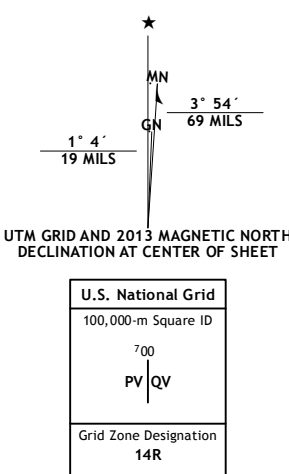 ★
MN
3° 54´
69 MILS
GN
1° 4´
19 MILS
UTM GRID AND 2013 MAGNETIC NORTH
DECLINATION AT CENTER OF SHEET
U.S. National Grid
100,000-m Square ID
700
PV QV
Grid Zone Designation
14R